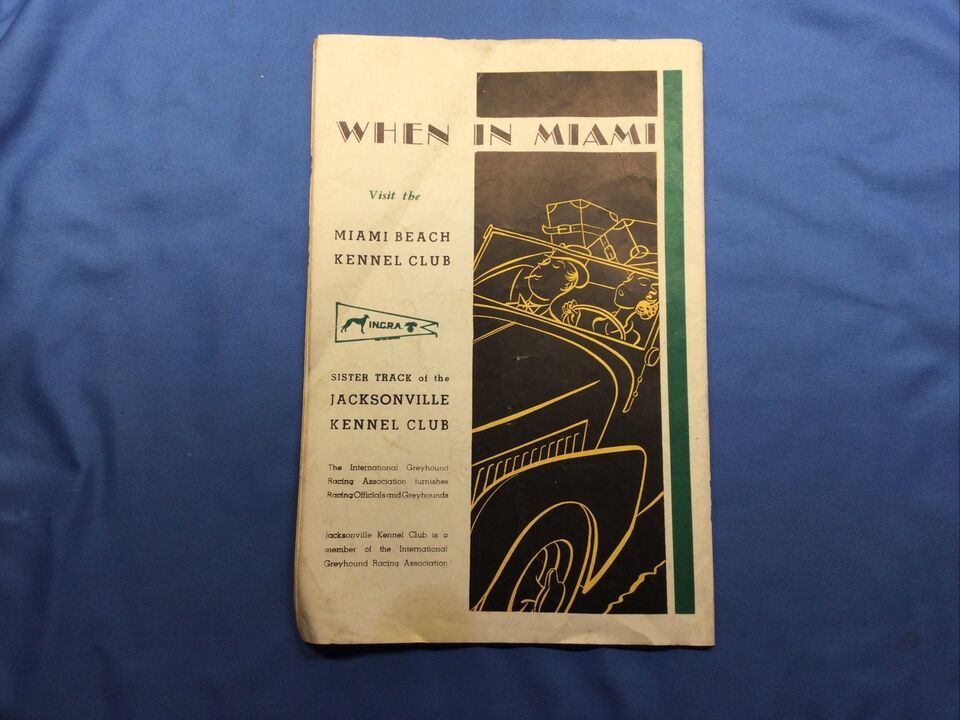 WHEN IN MIAMI
Visit the
MIAMI BEACH
KENNEL CLUB
IN.G.R.A.
SISTER TRACK of the
JACKSONVILLE
KENNEL CLUB
The International Greyhound
Racing Association furnishes
Racing Officials and Greyhounds
Jacksonville Kennel Club is a
member of the International
Greyhound Racing Association